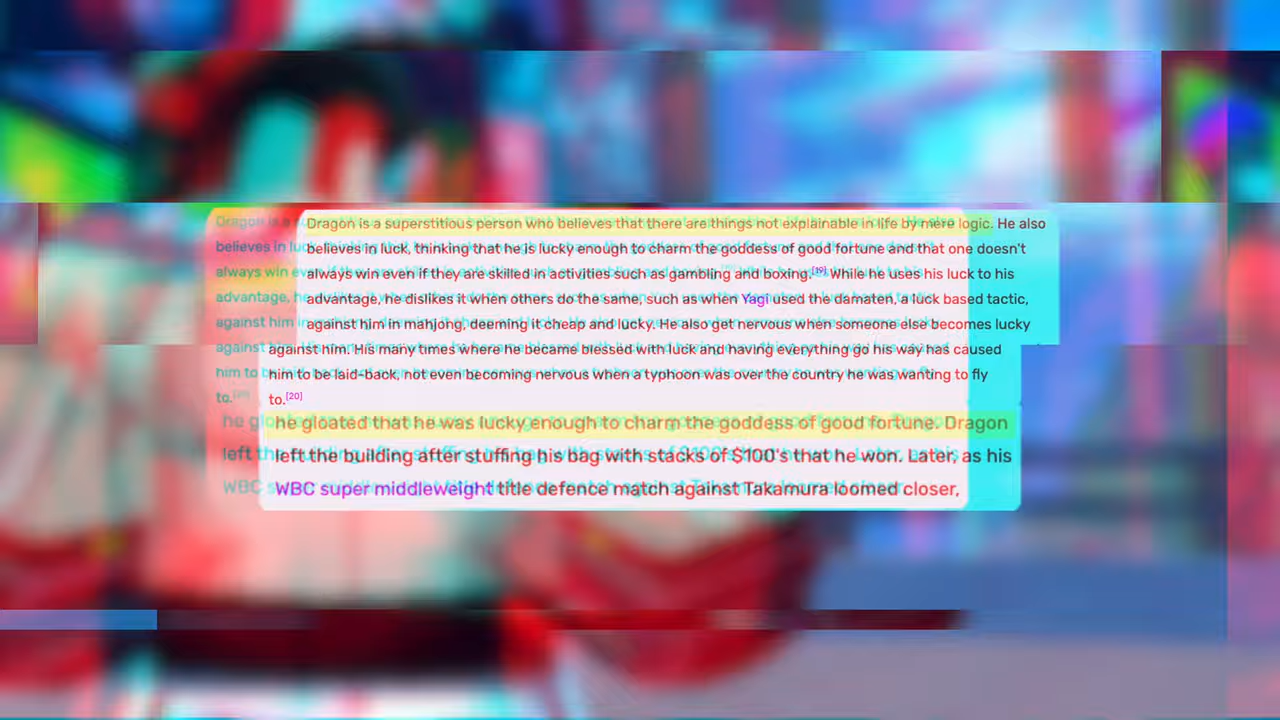 Dragon is a superstitious person who believes that there are things not explainable in life by mere logic. He also
believes in luck, thinking that he is lucky enough to charm the goddess of good fortune and that one doesn't
always win even if they are skilled in activities such as gambling and boxing.[19] While he uses his luck to his
advantage, he dislikes it when others do the same, such as when Yagi used the damaten, a luck based tactic,
against him in mahjong, deeming it cheap and lucky. He also get nervous when someone else becomes lucky
against him. His many times where he became blessed with luck and having everything go his way has caused
him to be laid-back, not even becoming nervous when a typhoon was over the country he was wanting to fly
to.[20]
he gloated that he was lucky enough to charm the goddess of good fortune. Dragon
left the building after stuffing his bag with stacks of $100's that he won. Later, as his
WBC super middleweight title defence match against Takamura loomed closer,